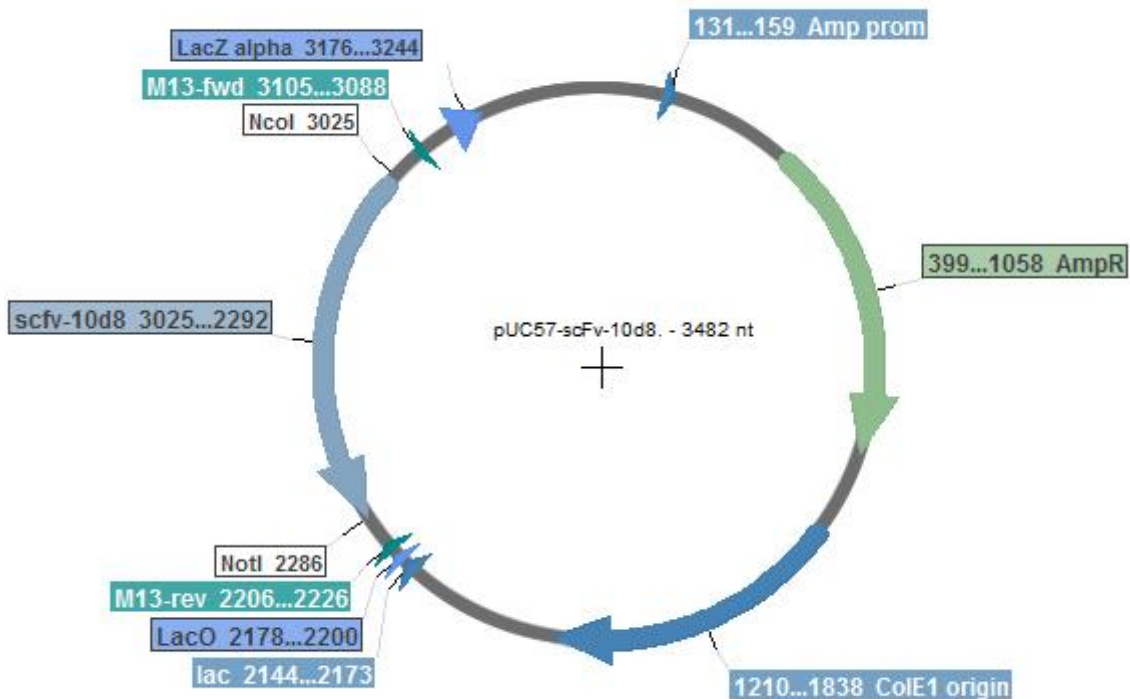 131...159 Amp prom
LacZ alpha 3176...3244
M13-fwd 3105...3088
NcoI 3025
399...1058 AmpR
scfv-10d8 3025...2292
pUC57-scFv-10d8. - 3482 nt
NotI 2286
M13-rev 2206...2226
LacO 2178...2200
lac 2144...2173
1210...1838 ColE1 origin